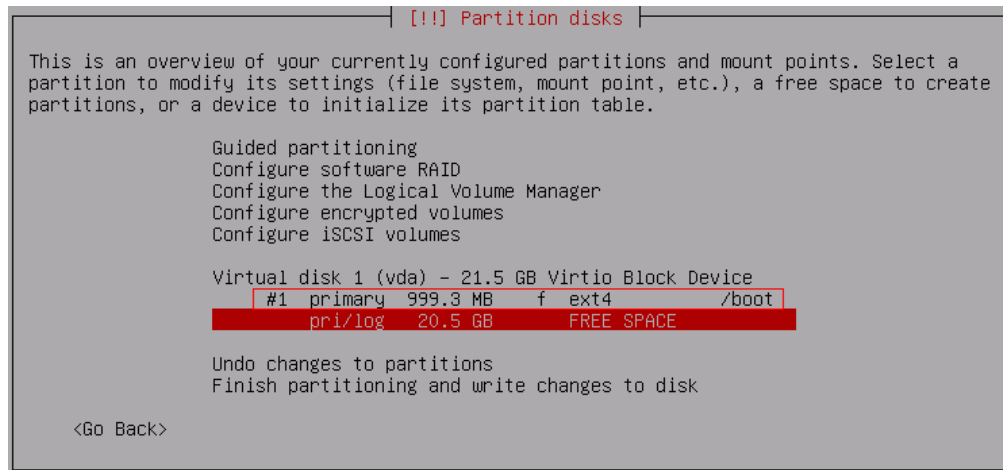 [!!] Partition disks
This is an overview of your currently configured partitions and mount points. Select a
partition to modify its settings (file system, mount point, etc.), a free space to create
partitions, or a device to initialize its partition table.
Guided partitioning
Configure software RAID
Configure the Logical Volume Manager
Configure encrypted volumes
Configure iSCSI volumes
Virtual disk 1 (vda) – 21.5 GB Virtio Block Device
#1 primary 999.3 MB f ext4 /boot
pri/log 20.5 GB FREE SPACE
Undo changes to partitions
Finish partitioning and write changes to disk
<Go Back>